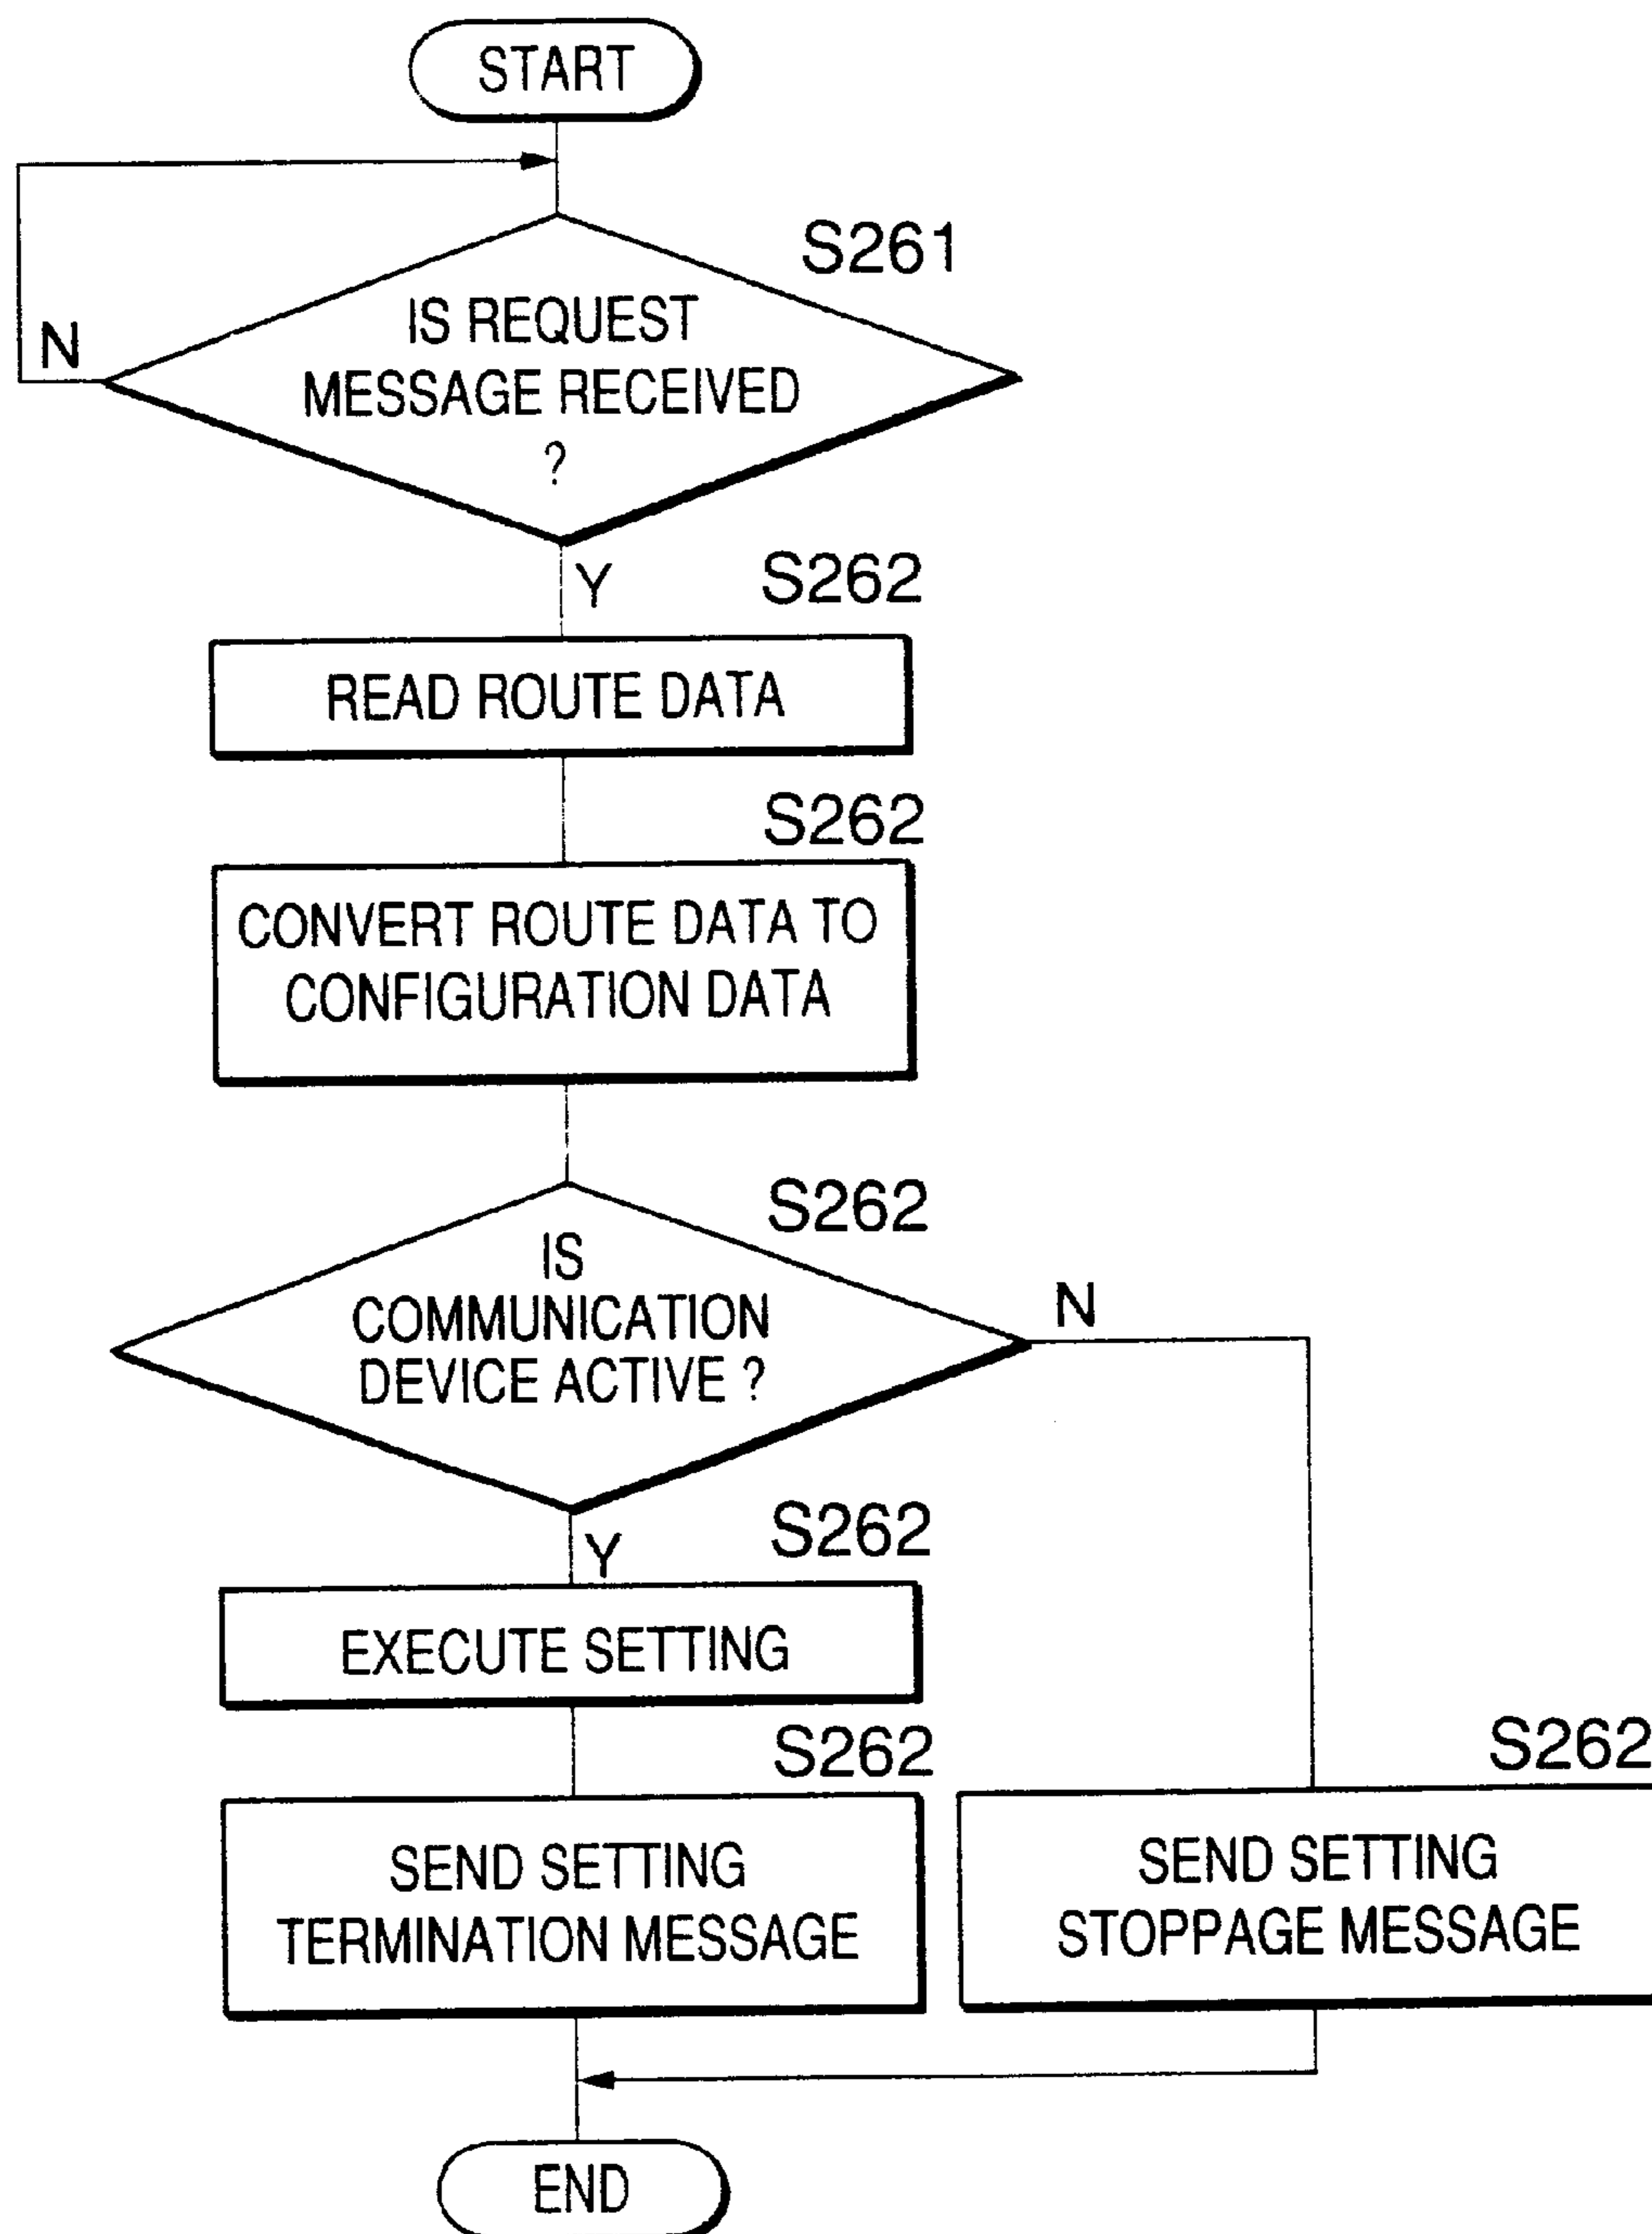 START
S261
IS REQUEST
MESSAGE RECEIVED
?
N
Y
S262
READ ROUTE DATA
S262
CONVERT ROUTE DATA TO
CONFIGURATION DATA
S262
IS
COMMUNICATION
DEVICE ACTIVE ?
N
Y
S262
EXECUTE SETTING
S262
SEND SETTING
TERMINATION MESSAGE
S262
SEND SETTING
STOPPAGE MESSAGE
END